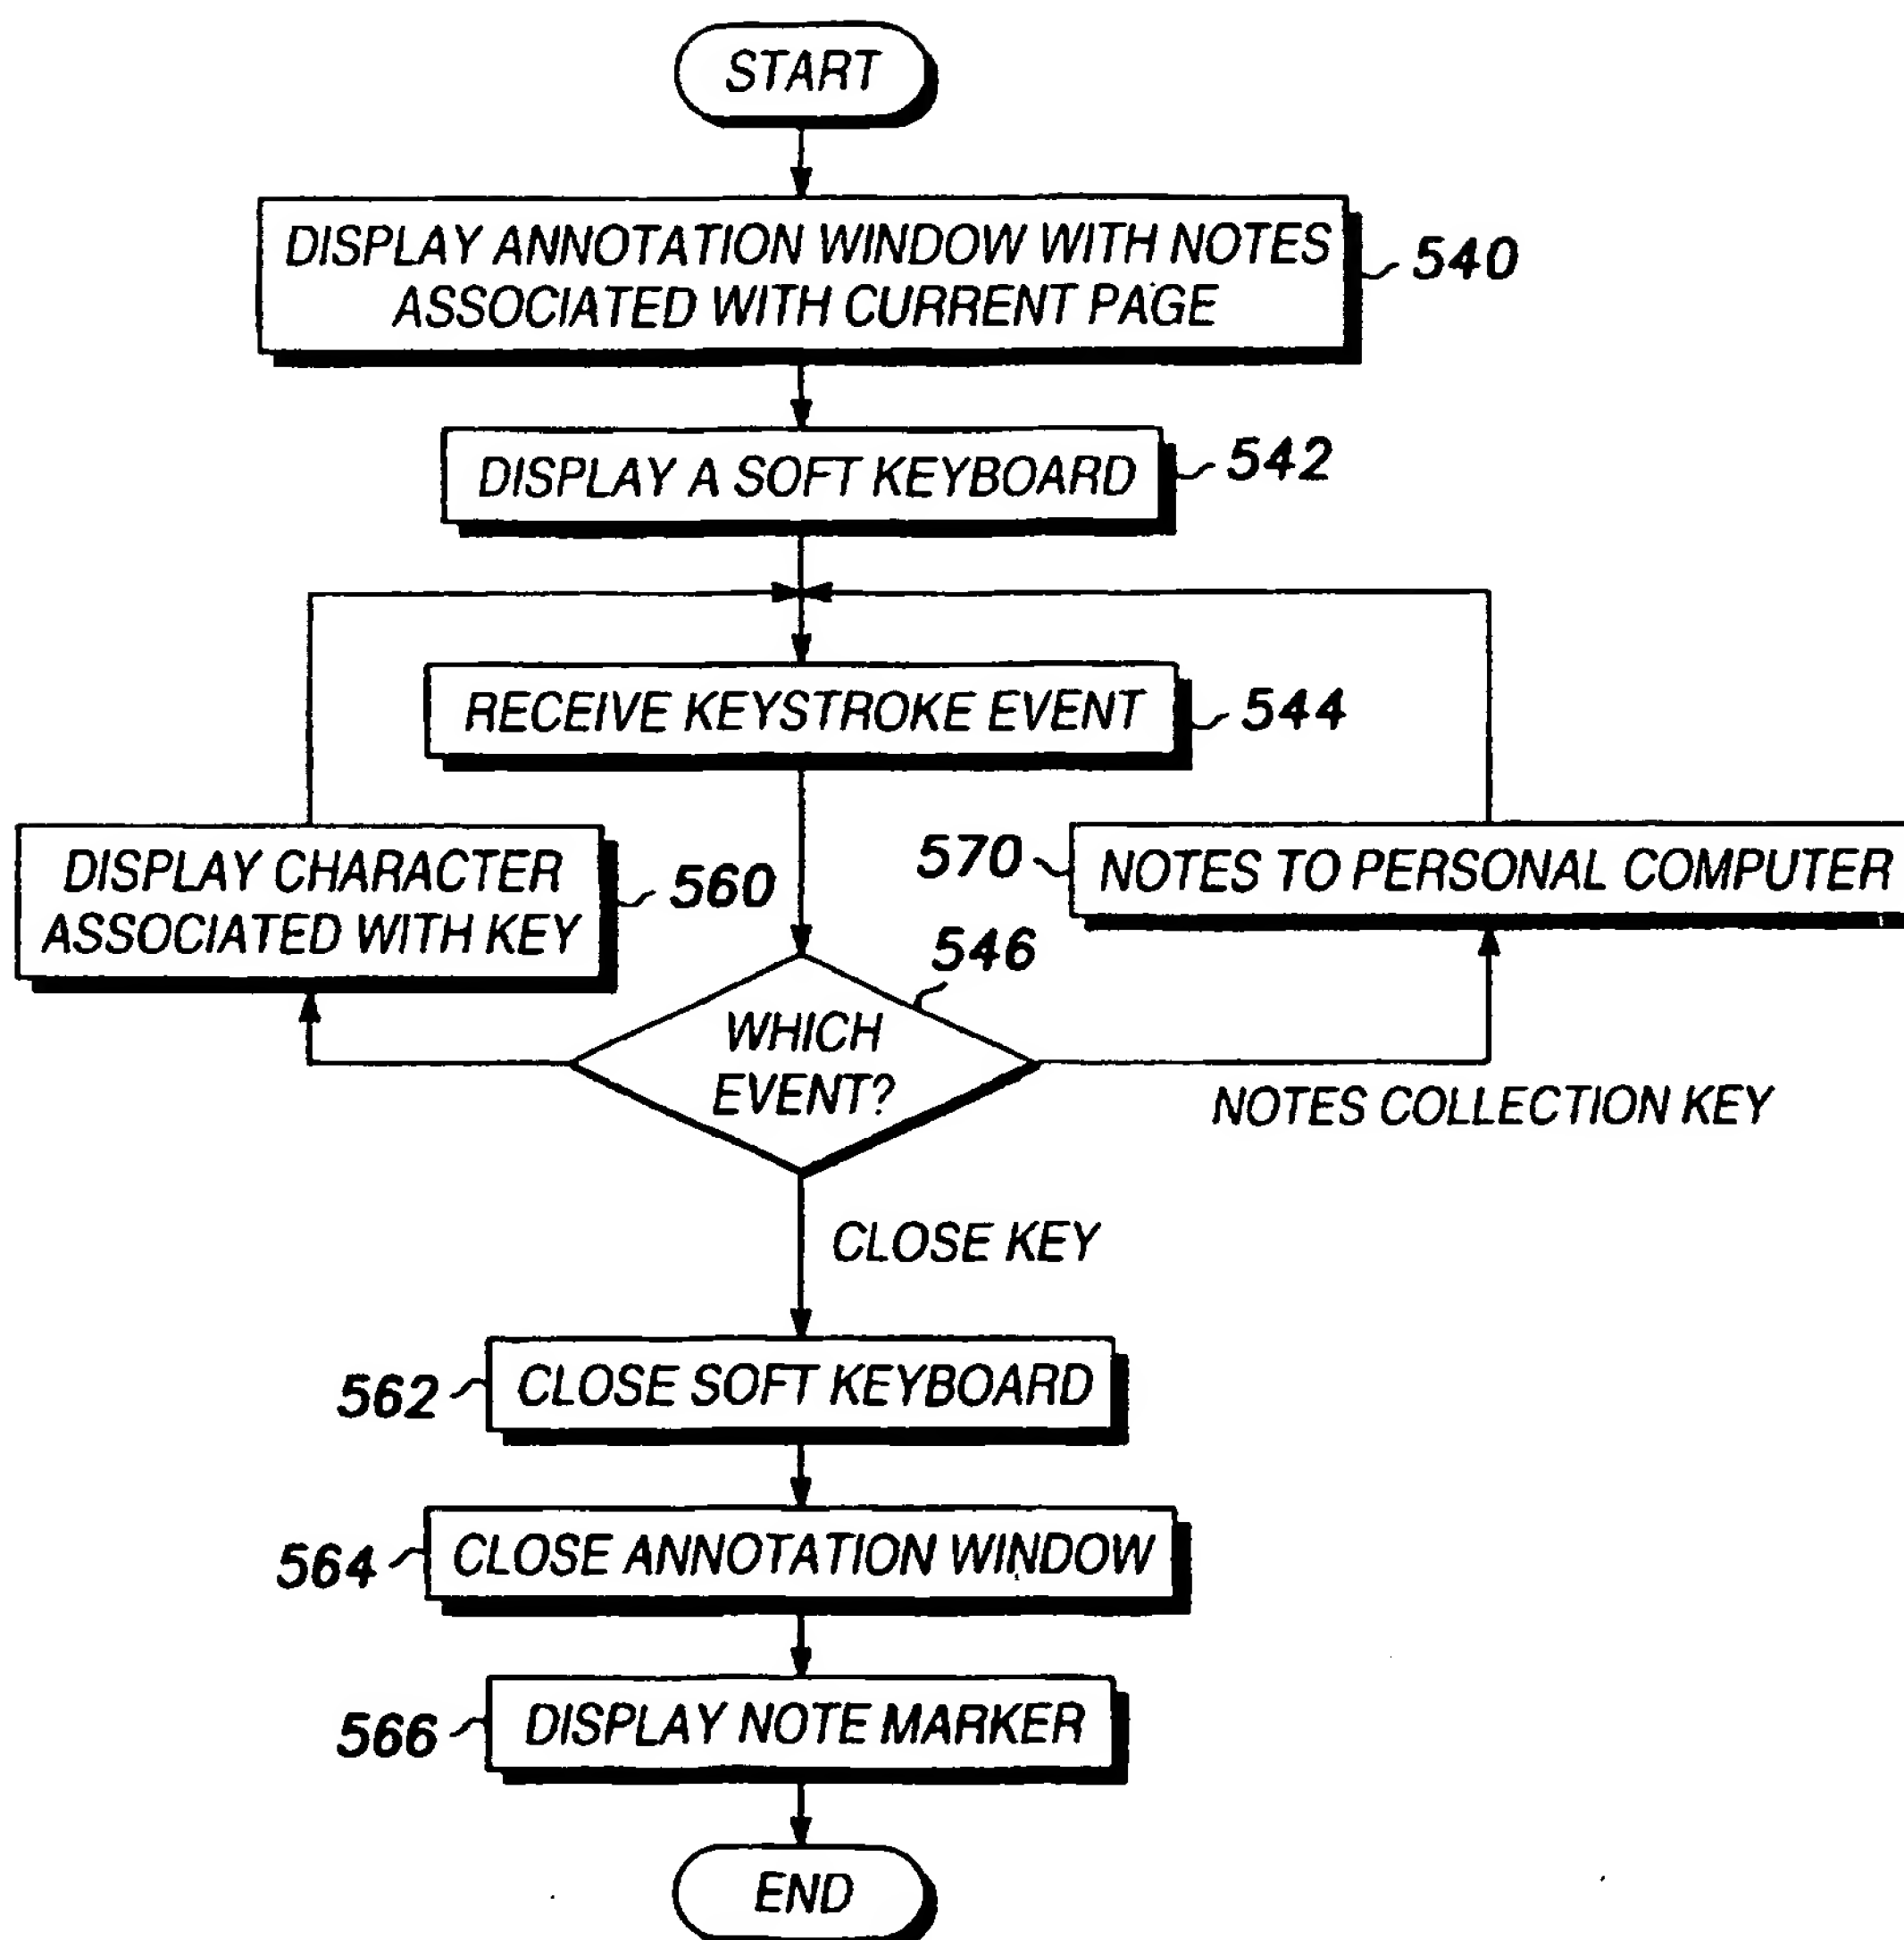 START
DISPLAY ANNOTATION WINDOW WITH NOTES
ASSOCIATED WITH CURRENT PAGE
540
DISPLAY A SOFT KEYBOARD
542
RECEIVE KEYSTROKE EVENT
544
DISPLAY CHARACTER
ASSOCIATED WITH KEY
560
570
NOTES TO PERSONAL COMPUTER
546
WHICH
EVENT?
NOTES COLLECTION KEY
CLOSE KEY
562
CLOSE SOFT KEYBOARD
564
CLOSE ANNOTATION WINDOW
566
DISPLAY NOTE MARKER
END